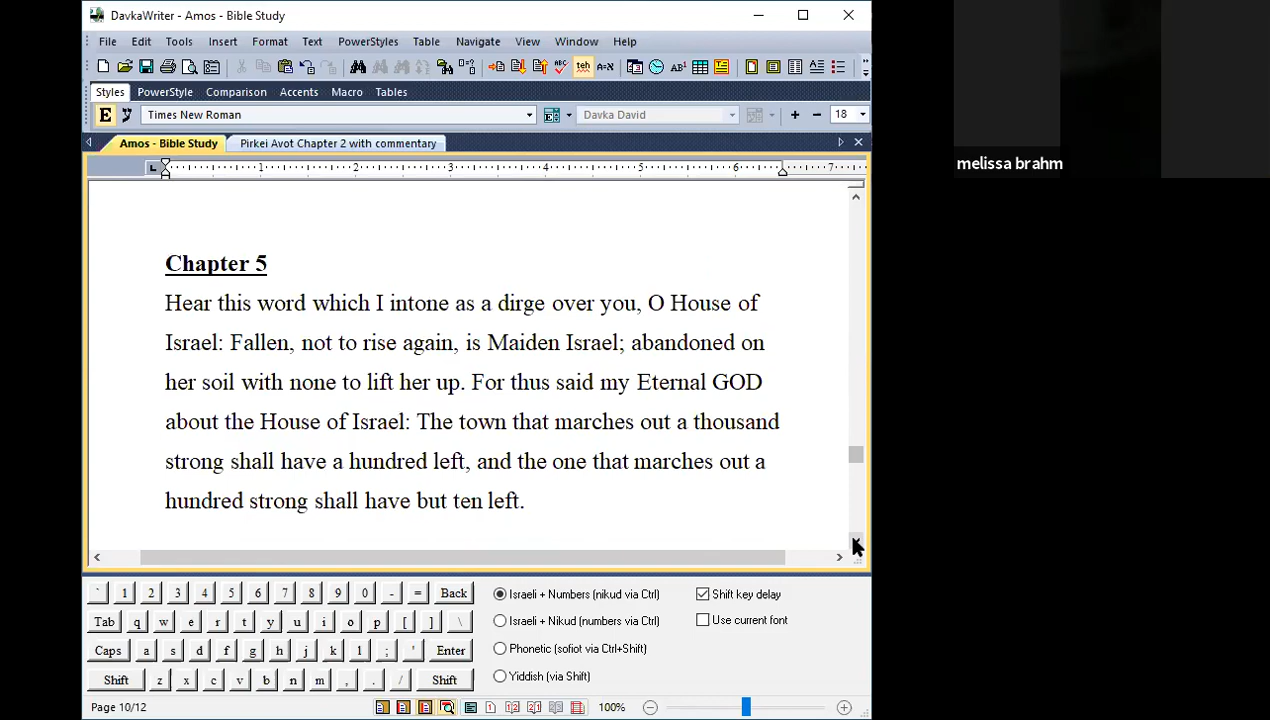 DavkaWriter - Amos - Bible Study
File Edit Tools Insert Format Text PowerStyles Table Navigate View Window Help
Styles PowerStyle Comparison Accents Macro Tables
E ע Times New Roman Davka David 18
Amos - Bible Study Pirkei Avot Chapter 2 with commentary
1 2 3 4 5 6 7
melissa brahm
Chapter 5
Hear this word which I intone as a dirge over you, O House of
Israel: Fallen, not to rise again, is Maiden Israel; abandoned on
her soil with none to lift her up. For thus said my Eternal GOD
about the House of Israel: The town that marches out a thousand
strong shall have a hundred left, and the one that marches out a
hundred strong shall have but ten left.
` 1 2 3 4 5 6 7 8 9 0 - = Back
Tab q w e r t y u i o p [ ] \
Caps a s d f g h j k l ; ' Enter
Shift z x c v b n m , . / Shift
Israeli + Numbers (nikud via Ctrl)
Israeli + Nikud (numbers via Ctrl)
Phonetic (sofiot via Ctrl+Shift)
Yiddish (via Shift)
Shift key delay
Use current font
Page 10/12 100%